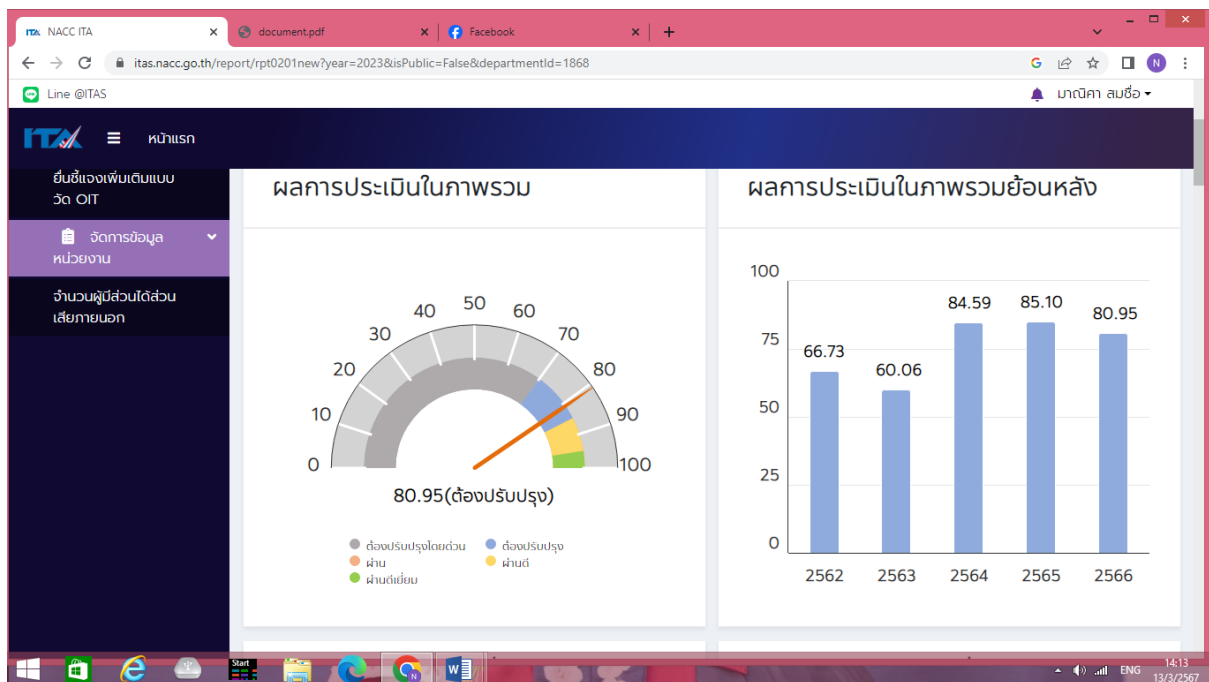 ITA NACC ITA
document.pdf
Facebook
itas.nacc.go.th/report/rpt0201new?year=2023&isPublic=False&departmentId=1868
N
Line @ITAS
มาณิศา สมชื่อ
ITA
หน้าแรก
ยื่นชี้แจงเพิ่มเติมแบบ
วัด OIT
จัดการข้อมูล
หน่วยงาน
จำนวนผู้มีส่วนได้ส่วน
เสียภายนอก
ผลการประเมินในภาพรวม
0
10
20
30
40
50
60
70
80
90
100
80.95(ต้องปรับปรุง)
ต้องปรับปรุงโดยด่วน
ต้องปรับปรุง
ผ่าน
ผ่านดี
ผ่านดีเยี่ยม
ผลการประเมินในภาพรวมย้อนหลัง
100
75
50
25
0
66.73
60.06
84.59
85.10
80.95
2562 2563 2564 2565 2566
Start
ENG
14:13
13/3/2567